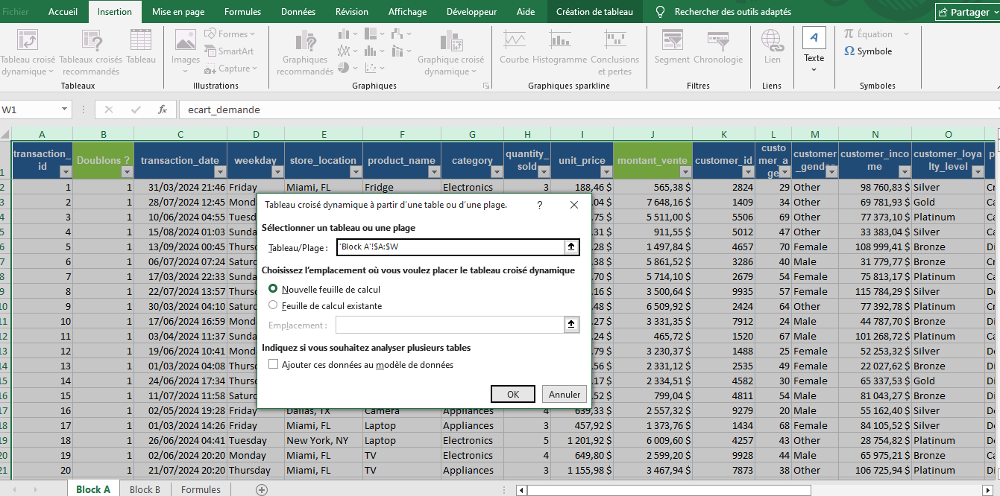 Fichier Accueil Insertion Mise en page Formules Données Révision Affichage Développeur Aide Création de tableau Rechercher des outils adaptés Partager
Tableau croisé dynamique Tableaux croisés recommandés Tableau
Tableaux
Images Formes SmartArt Capture
Illustrations
Graphiques recommandés Graphique croisé dynamique
Graphiques
Courbe Histogramme Conclusions et pertes
Graphiques sparkline
Segment Chronologie
Filtres
Lien
Liens
Texte
Équation Symbole
Symboles
W1 fx ecart_demande
A B C D E F G H I J K L M N O
1 transaction_id Doublons ? transaction_date weekday store_location product_name category quantity_sold unit_price montant_vente customer_id customer_age customer_gender customer_income customer_loyalty_level p
2 1 1 31/03/2024 21:46 Friday Miami, FL Fridge Electronics 3 188,46 $ 565,38 $ 2824 29 Other 98 760,83 $ Silver Cr
3 2 1 28/07/2024 12:45 Mond ,04 $ 7 648,16 $ 1409 34 Other 69 781,93 $ Gold Ca
4 3 1 10/06/2024 04:55 Tuesd ,75 $ 5 511,00 $ 5506 69 Other 77 373,10 $ Platinum Ca
5 4 1 15/08/2024 01:03 Sunda ,31 $ 911,55 $ 5012 47 Other 33 383,04 $ Silver Ca
6 5 1 13/09/2024 00:45 Thurs ,28 $ 1 497,84 $ 4657 70 Female 108 999,41 $ Bronze Di
7 6 1 06/07/2024 07:24 Saturd ,38 $ 5 861,52 $ 3286 40 Male 31 779,77 $ Bronze Cr
8 7 1 17/03/2024 22:33 Sunda ,70 $ 5 714,10 $ 2679 54 Female 75 813,17 $ Platinum Ca
9 8 1 22/07/2024 13:57 Thursd ,16 $ 3 500,64 $ 9935 57 Female 115 784,29 $ Silver De
10 9 1 30/03/2024 04:10 Saturd ,48 $ 6 509,92 $ 2424 64 Other 77 392,78 $ Platinum Cr
11 10 1 17/06/2024 16:59 Mond ,27 $ 3 331,35 $ 7912 24 Male 44 787,70 $ Bronze De
12 11 1 03/04/2024 11:37 Sunda ,24 $ 465,72 $ 1520 67 Male 101 268,72 $ Platinum Ca
13 12 1 19/06/2024 10:41 Mond ,79 $ 3 230,37 $ 1488 25 Female 52 253,32 $ Silver De
14 13 1 01/03/2024 04:08 Thursd ,56 $ 2 331,12 $ 2535 49 Female 22 027,62 $ Bronze Di
15 14 1 24/06/2024 17:34 Thursd ,17 $ 2 334,51 $ 4582 30 Female 65 337,53 $ Gold Di
16 15 1 11/07/2024 11:58 Saturd ,52 $ 799,04 $ 4811 54 Male 81 043,27 $ Bronze Di
17 16 1 02/05/2024 19:28 Friday Dallas, TX Camera Appliances 4 639,33 $ 2 557,32 $ 9279 20 Male 55 162,40 $ Silver De
18 17 1 01/03/2024 14:26 Friday Miami, FL Laptop Appliances 3 457,92 $ 1 373,76 $ 1434 68 Female 84 105,52 $ Silver De
19 18 1 26/06/2024 04:41 Tuesday New York, NY Laptop Electronics 5 1 201,92 $ 6 009,60 $ 4257 43 Other 28 754,82 $ Platinum Di
20 19 1 02/06/2024 20:20 Monday Miami, FL TV Electronics 4 649,80 $ 2 599,20 $ 9928 44 Male 65 975,21 $ Bronze Ca
21 20 1 21/07/2024 20:20 Thursday Miami, FL TV Appliances 3 1 155,98 $ 3 467,94 $ 7873 38 Other 106 725,94 $ Platinum Di
Tableau croisé dynamique à partir d'une table ou d'une plage. ?
Sélectionner un tableau ou une plage
Tableau/Plage : 'Block A'!$A:$W
Choisissez l'emplacement où vous voulez placer le tableau croisé dynamique
Nouvelle feuille de calcul
Feuille de calcul existante
Emplacement :
Indiquez si vous souhaitez analyser plusieurs tables
Ajouter ces données au modèle de données
OK Annuler
Block A Block B Formules